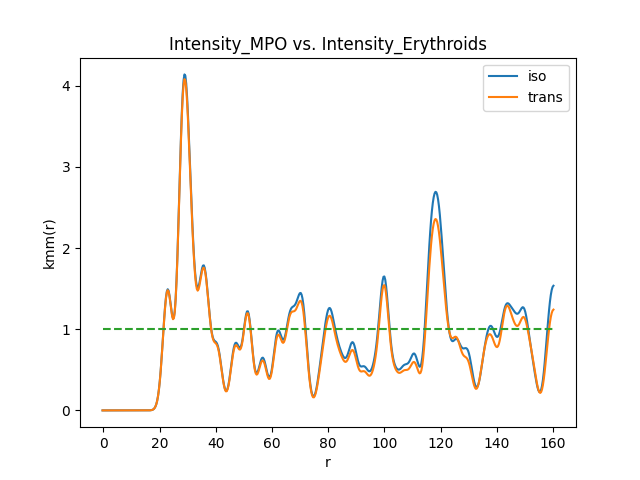 Intensity_MPO vs. Intensity_Erythroids
iso
trans
kmm(r)
4
3
2
1
0
0 20 40 60 80 100 120 140 160
r